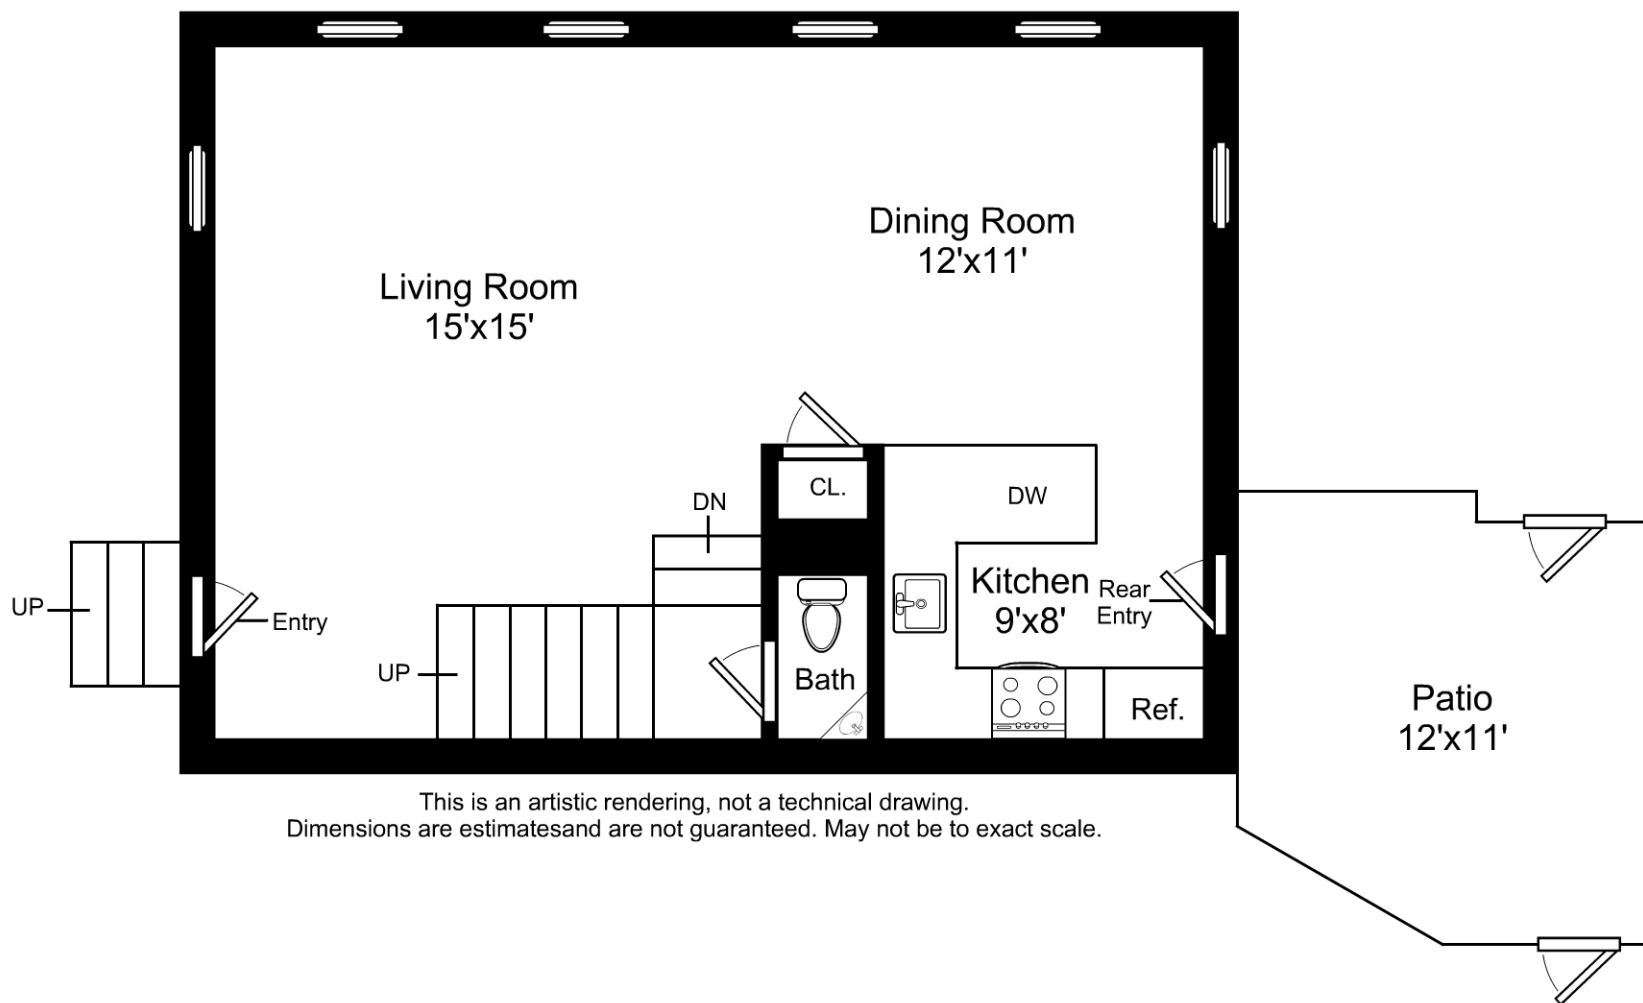 Dining Room
12'x11'
Living Room
15'x15'
CL.
DW
DN
Kitchen
9'x8'
Rear
Entry
UP
Entry
UP
Bath
Ref.
Patio
12'x11'
This is an artistic rendering, not a technical drawing.
Dimensions are estimatesand are not guaranteed. May not be to exact scale.